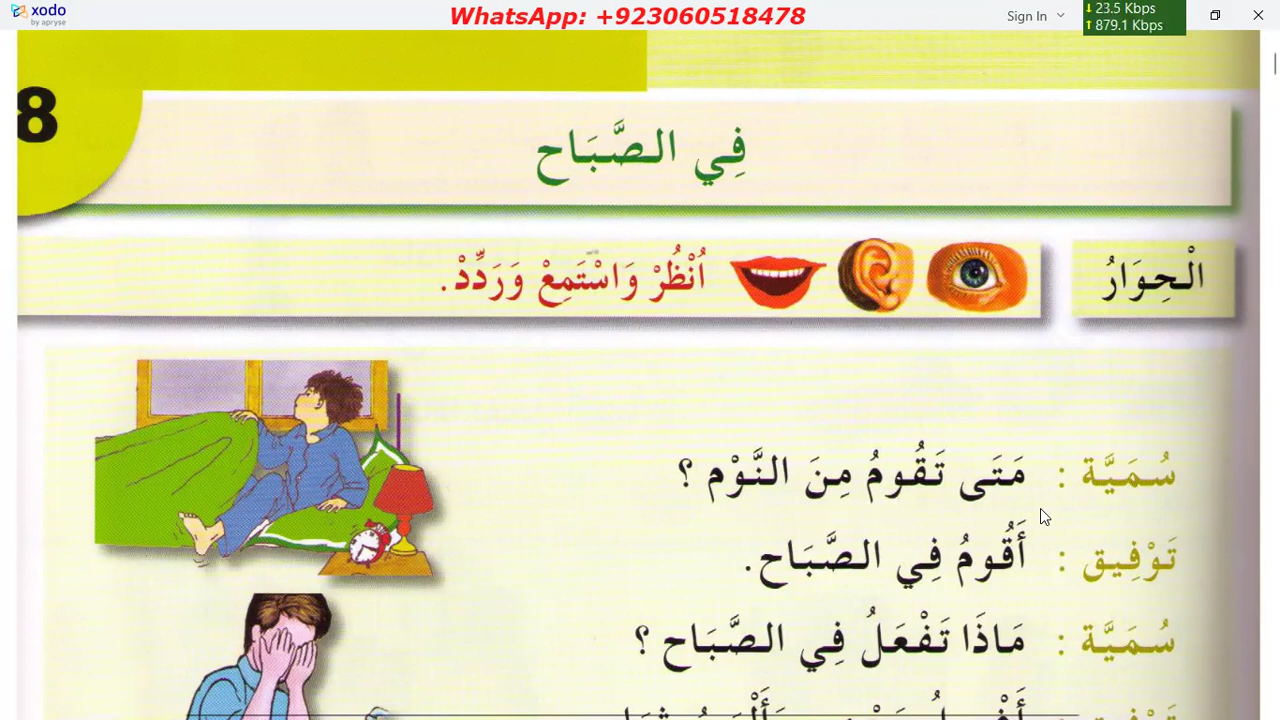 xodo
by apryse
WhatsApp: +923060518478
Sign In
23.5 Kbps
879.1 Kbps
8
فِي الصَّبَاح
الْحِوَارُ
اُنْظُرْ وَاسْتَمِعْ وَرَدِّدْ.
سُمَيَّة : مَتَى تَقُومُ مِنَ النَّوْم ؟
تَوْفِيق : أَقُومُ فِي الصَّبَاح.
سُمَيَّة : مَاذَا تَفْعَلُ فِي الصَّبَاح ؟